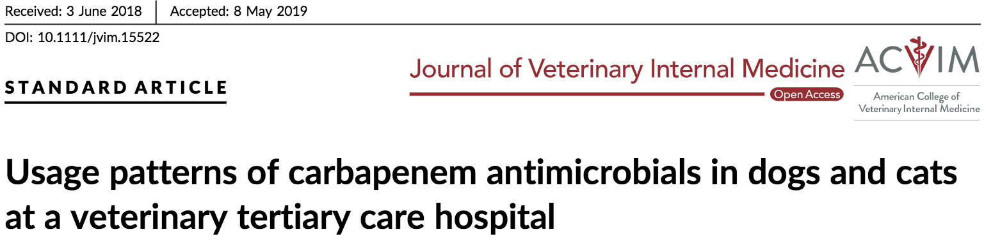 Received: 3 June 2018 Accepted: 8 May 2019
DOI: 10.1111/jvim.15522
STANDARD ARTICLE
Journal of Veterinary Internal Medicine
Open Access
ACVIM
American College of
Veterinary Internal Medicine
Usage patterns of carbapenem antimicrobials in dogs and cats
at a veterinary tertiary care hospital